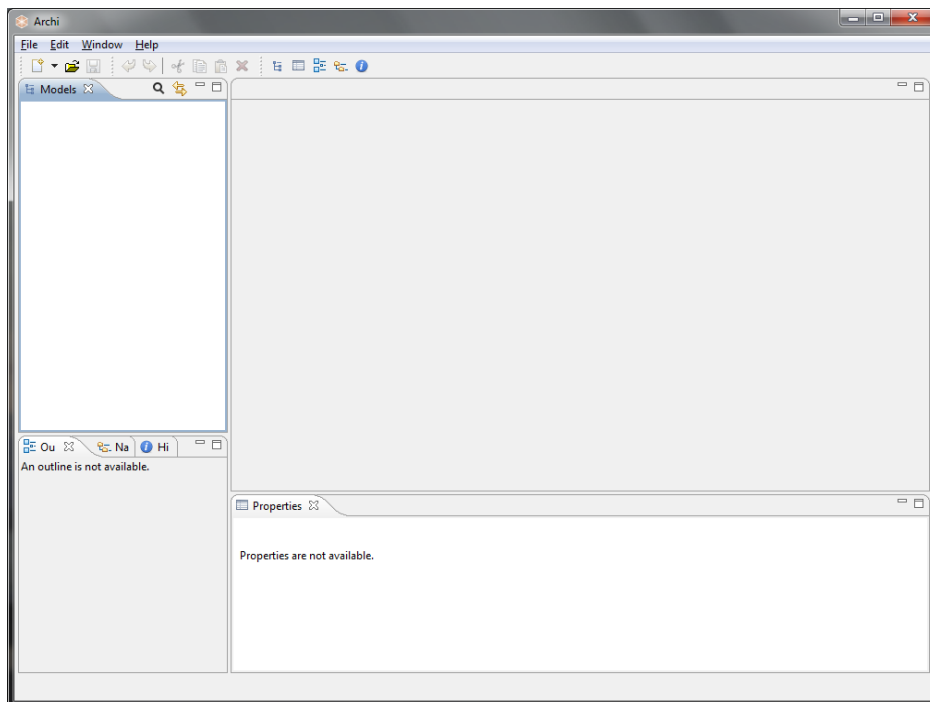 Archi
File Edit Window Help
Models
Ou Na Hi
An outline is not available.
Properties
Properties are not available.